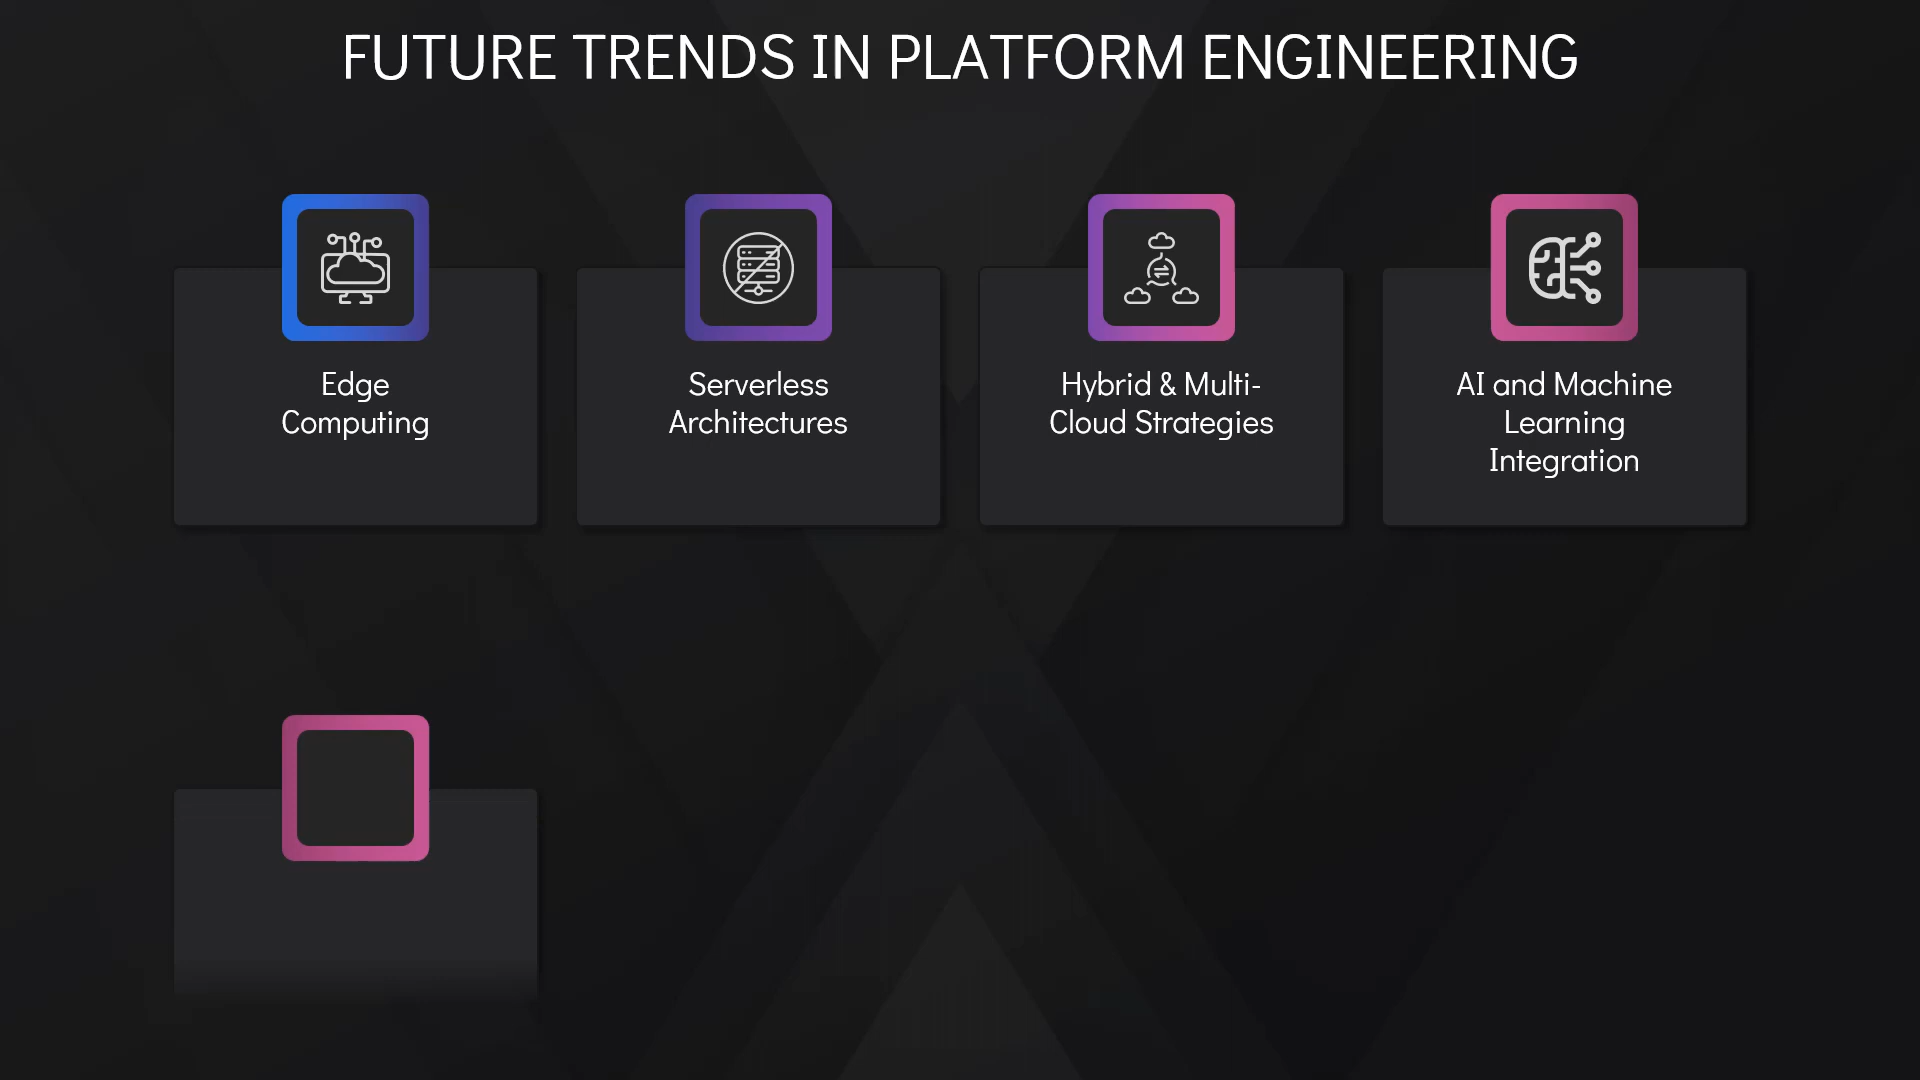 FUTURE TRENDS IN PLATFORM ENGINEERING
Edge
Computing
Serverless
Architectures
Hybrid & Multi-
Cloud Strategies
AI and Machine
Learning
Integration